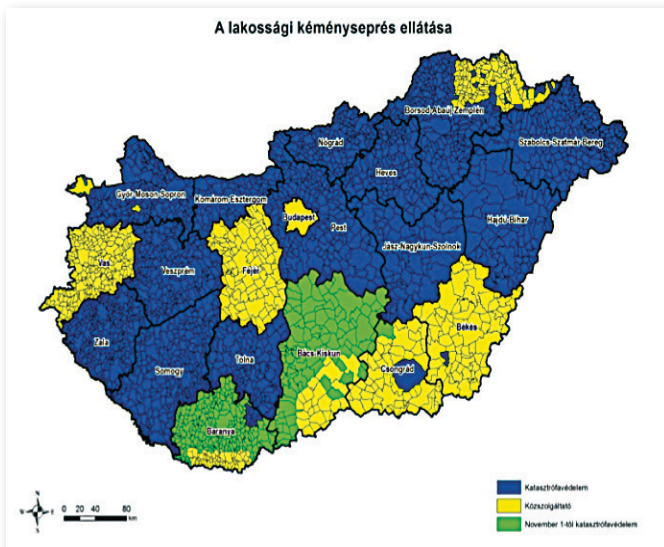 A lakossági kéményseprés ellátása
Borsod-Abaúj Zemplén
Szabolcs-Szatmár-Bereg
Nógrád
Heves
Győr-Moson-Sopron
Komárom-Esztergom
Budapest
Pest
Hajdú-Bihar
Jász-Nagykun-Szolnok
Vas
Veszprém
Fejér
Békés
Zala
Bács-Kiskun
Tolna
Csongrád
Somogy
Baranya
N
W
E
S
0 20 40 60 80
km
Katasztrófavédelem
Közszolgáltató
November 1-től katasztrófavédelem